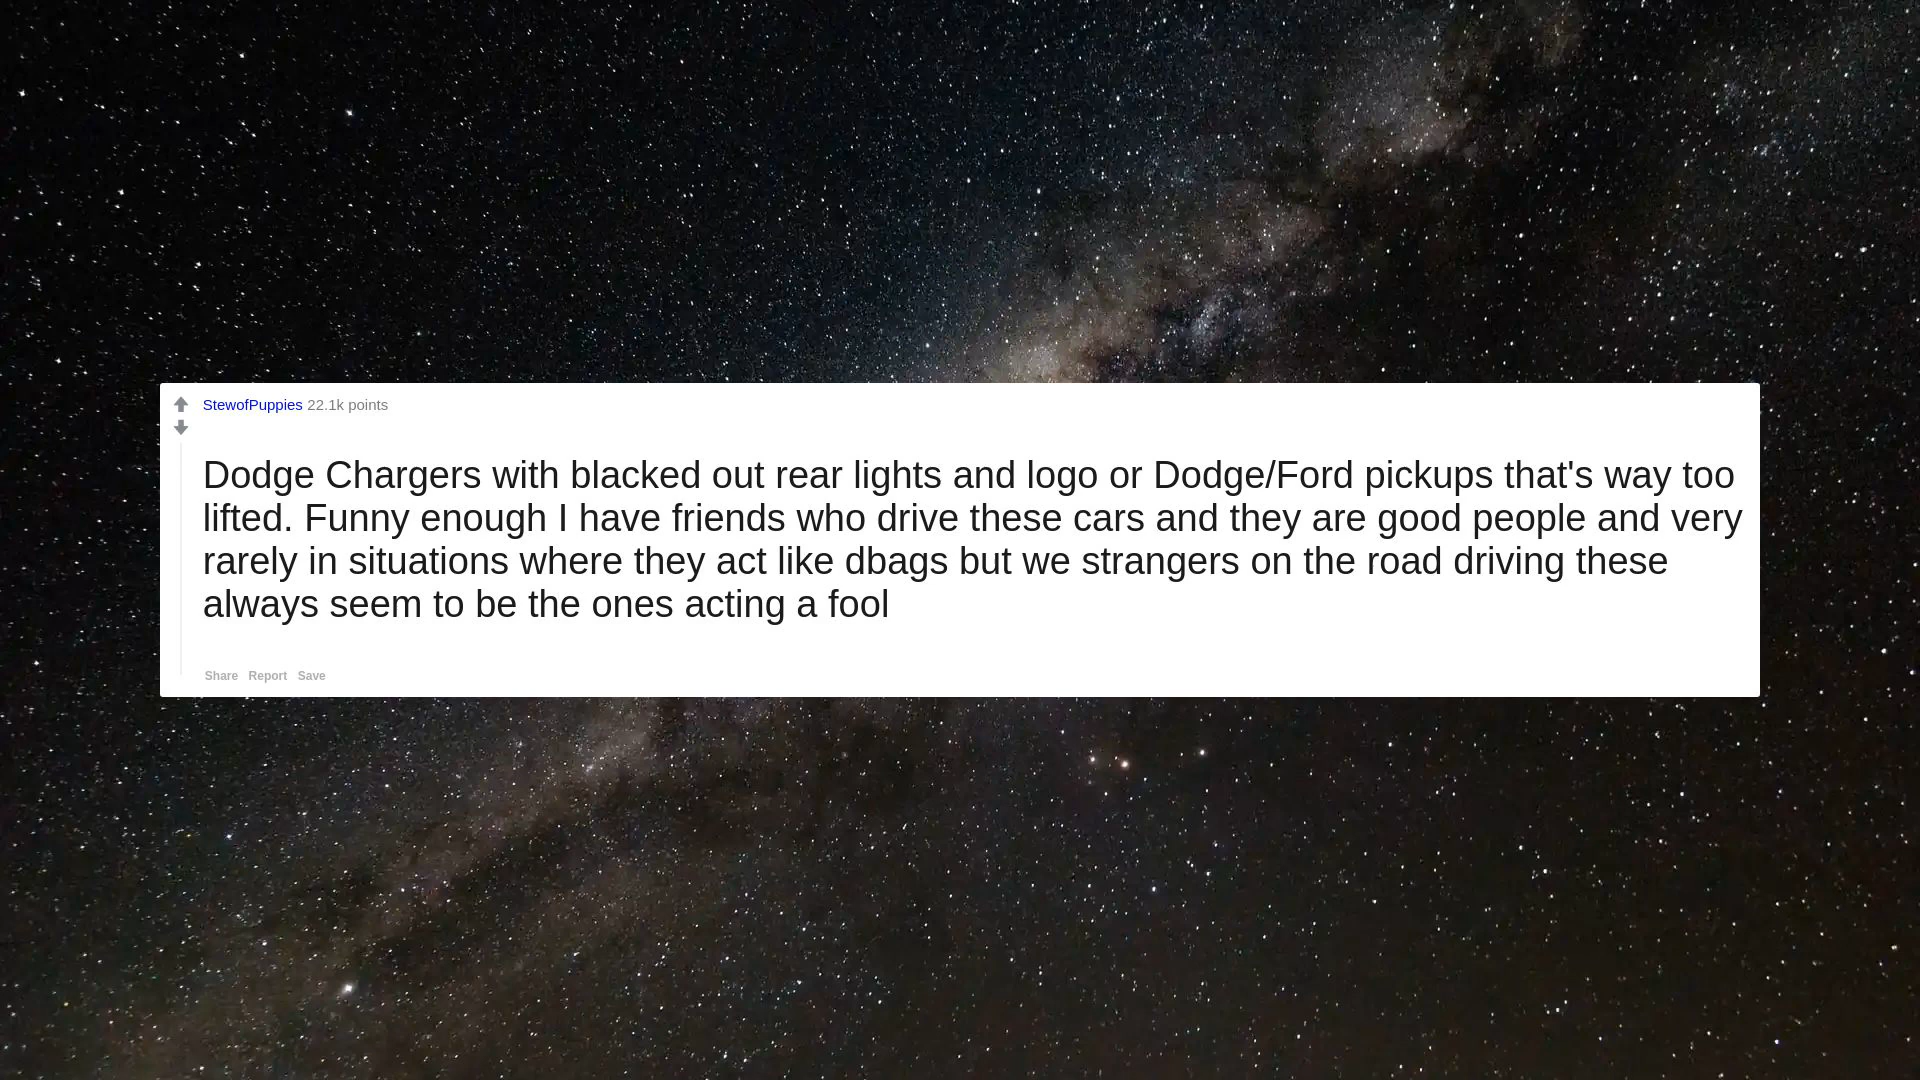 StewofPuppies 22.1k points
Dodge Chargers with blacked out rear lights and logo or Dodge/Ford pickups that's way too
lifted. Funny enough I have friends who drive these cars and they are good people and very
rarely in situations where they act like dbags but we strangers on the road driving these
always seem to be the ones acting a fool
Share Report Save